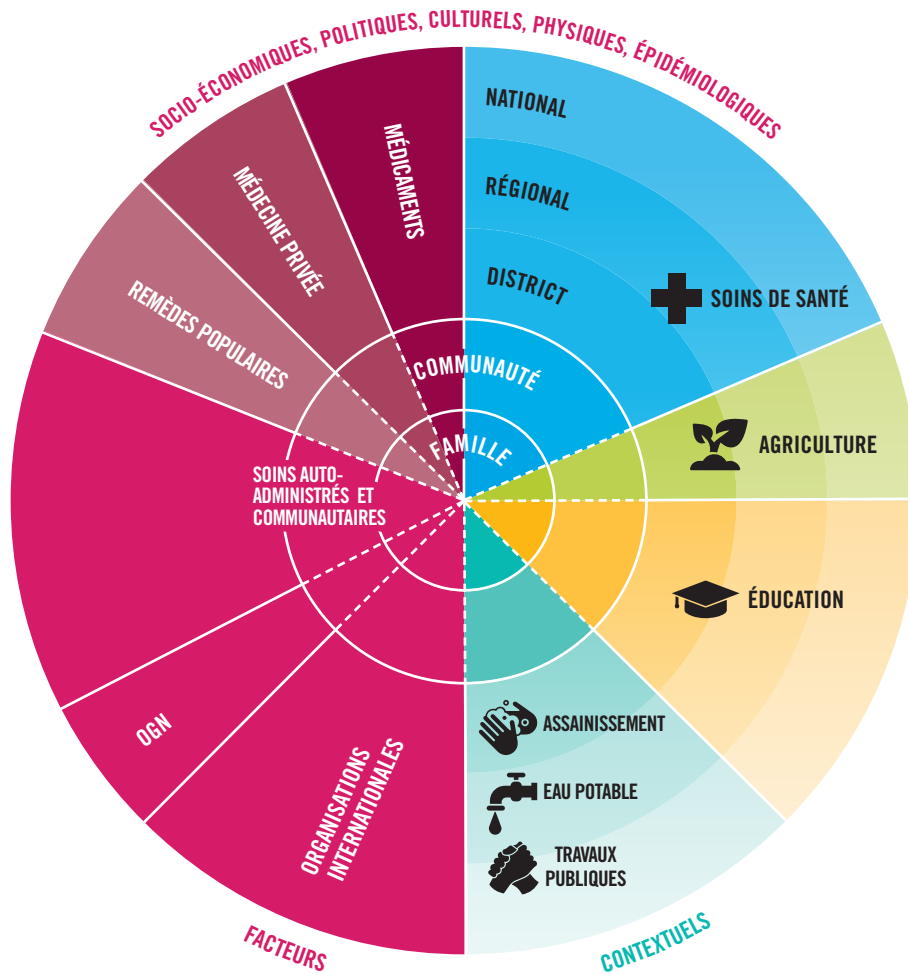 SOCIO-ÉCONOMIQUES, POLITIQUES, CULTURELS, PHYSIQUES, ÉPIDÉMIOLOGIQUES
NATIONAL
RÉGIONAL
DISTRICT
COMMUNAUTÉ
FAMILLE
MÉDICAMENTS
MÉDECINE PRIVÉE
REMÈDES POPULAIRES
SOINS AUTO-
ADMINISTRÉS ET
COMMUNAUTAIRES
OGN
ORGANISATIONS
INTERNATIONALES
SOINS DE SANTÉ
AGRICULTURE
ÉDUCATION
ASSAINISSEMENT
EAU POTABLE
TRAVAUX
PUBLIQUES
FACTEURS
CONTEXTUELS